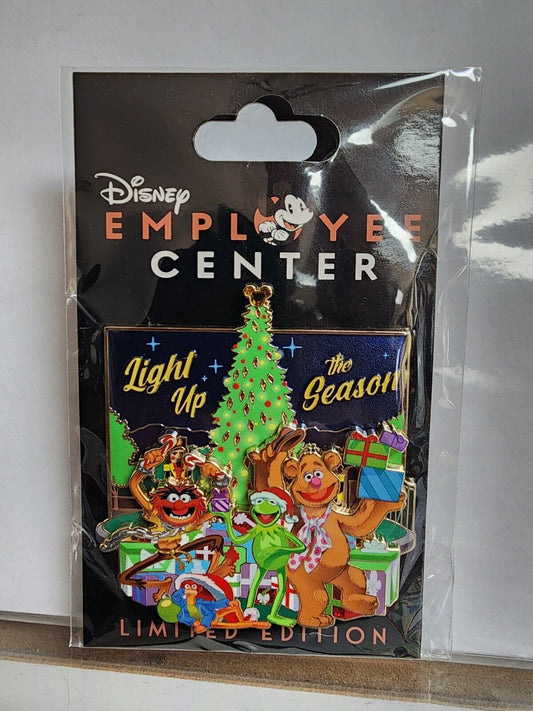 Disney
EMPLOYEE
CENTER
Light Up
the Season
LIMITED EDITION